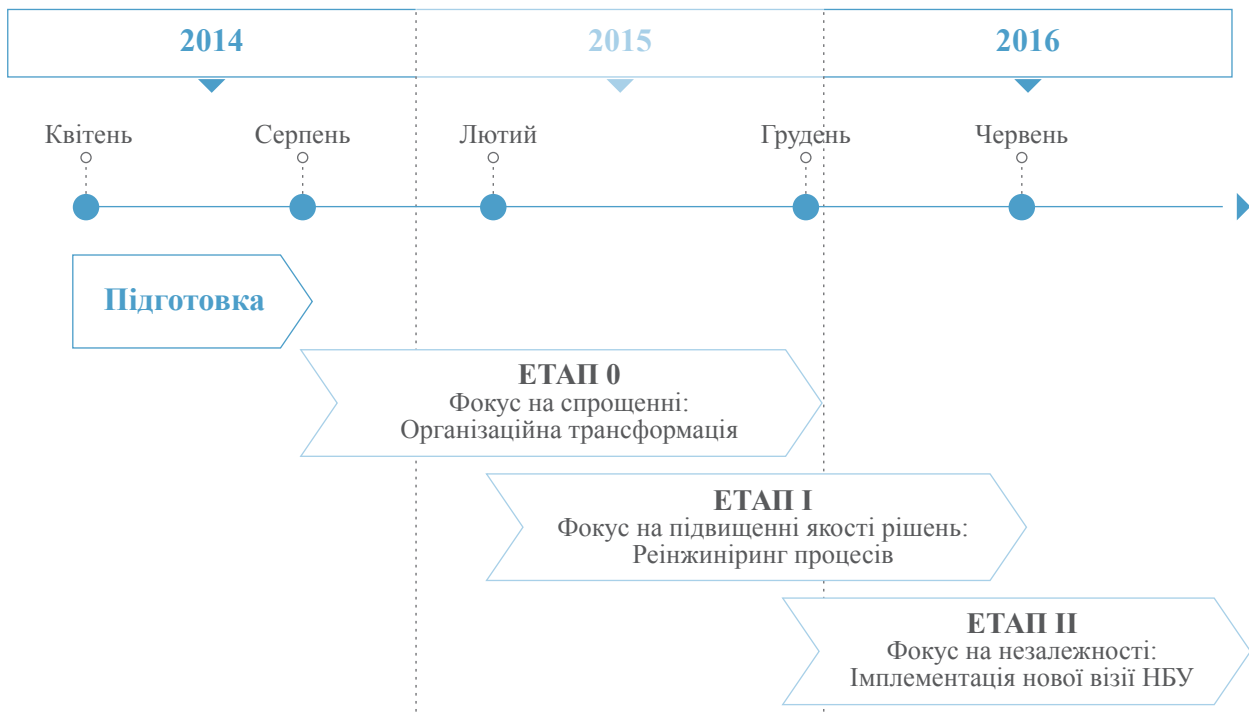 2014
2015
2016
Квітень
Серпень
Лютий
Грудень
Червень
Підготовка
ЕТАП 0
Фокус на спрощенні:
Організаційна трансформація
ЕТАП I
Фокус на підвищенні якості рішень:
Реінжиніринг процесів
ЕТАП II
Фокус на незалежності:
Імплементація нової візії НБУ